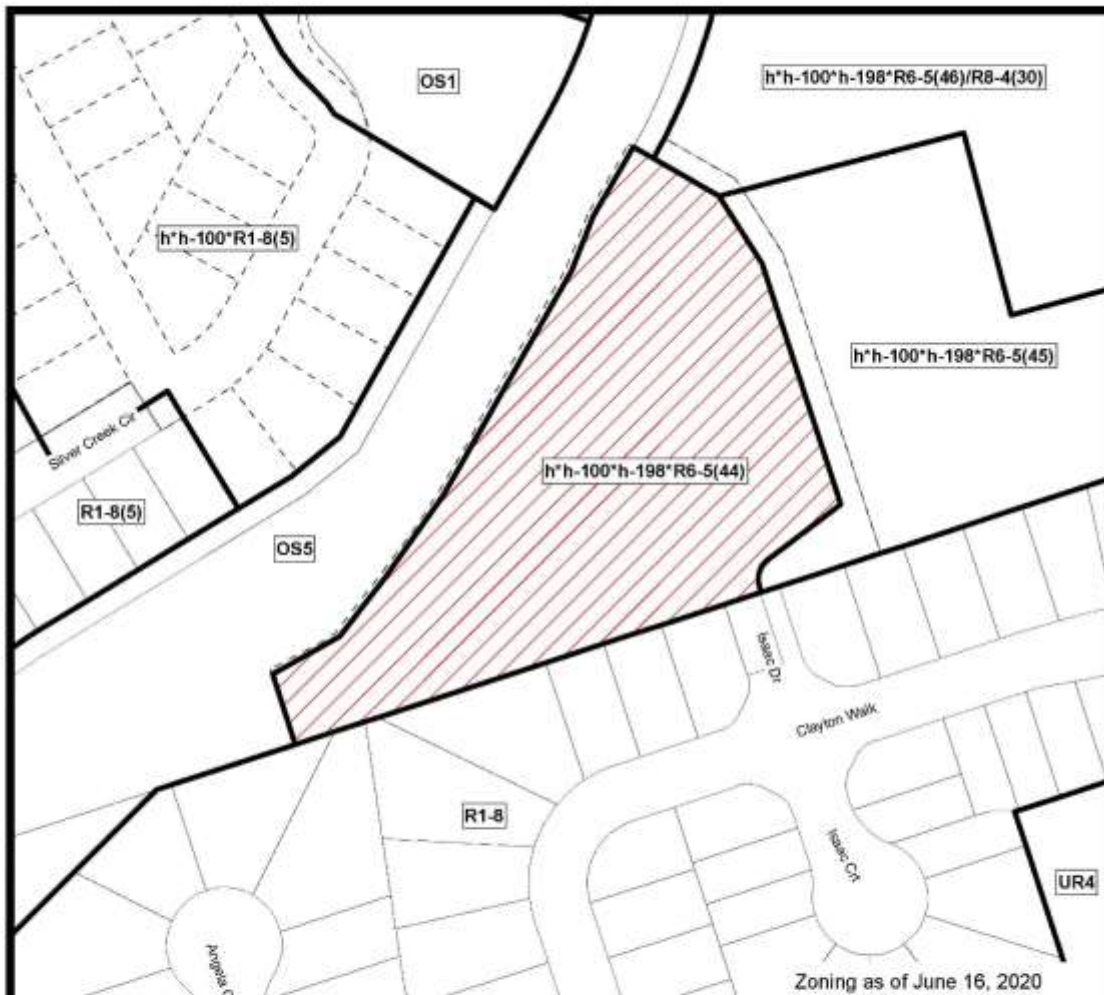 OS1
h*h-100*h-198*R6-5(46)/R8-4(30)
h*h-100*R1-8(5)
h*h-100*h-198*R6-5(45)
Silver Creek Cir
h*h-100*h-198*R6-5(44)
R1-8(5)
OS5
Isaac Dr
Clayton Walk
R1-8
Isaac Crt
UR4
Angela
Zoning as of June 16, 2020